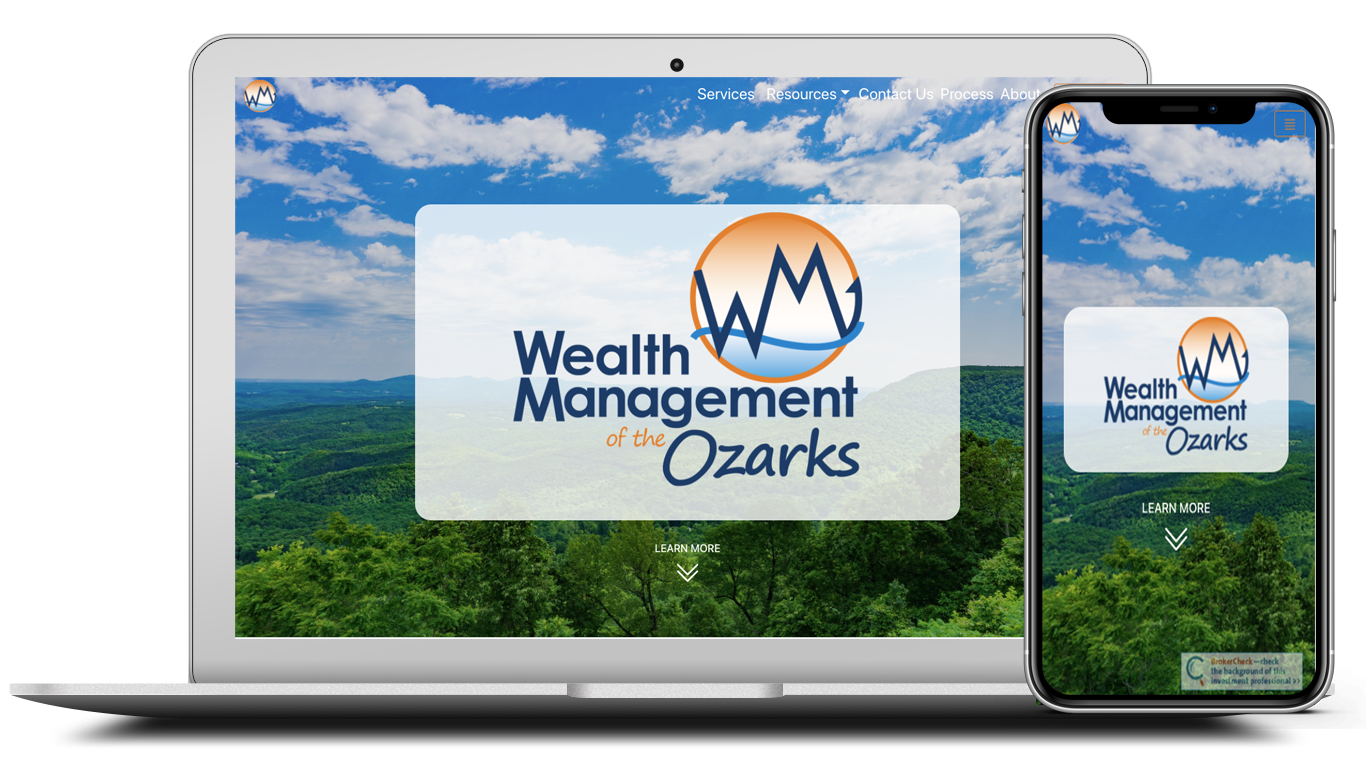 Services Resources Contact Us Process About
WM
Wealth
Management
of the Ozarks
LEARN MORE
WM
WM
Wealth
Management
of the Ozarks
LEARN MORE
BrokerCheck—check
the background of this
investment professional >>